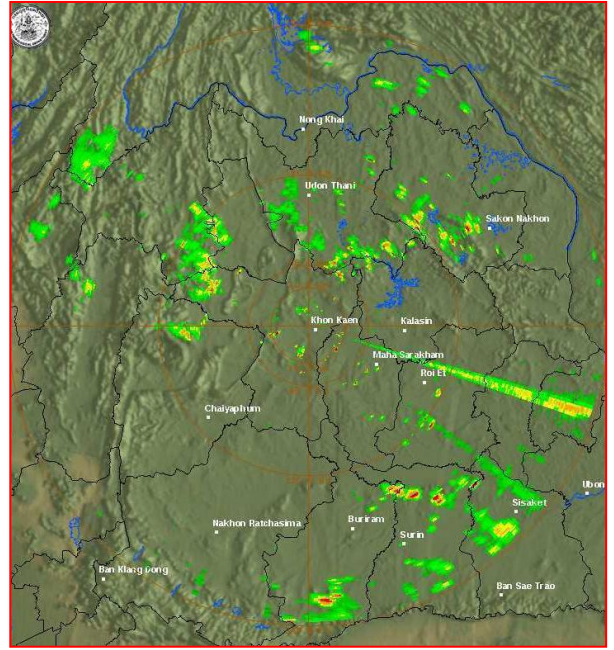 Nong Khai
Udon Thani
Sakon Nakhon
Khon Kaen
Kalasin
Maha Sarakham
Roi Et
Chaiyaphum
Ubon
Sisaket
Buriram
Nakhon Ratchasima
Surin
Ban Klang Dong
Ban Sae Trao